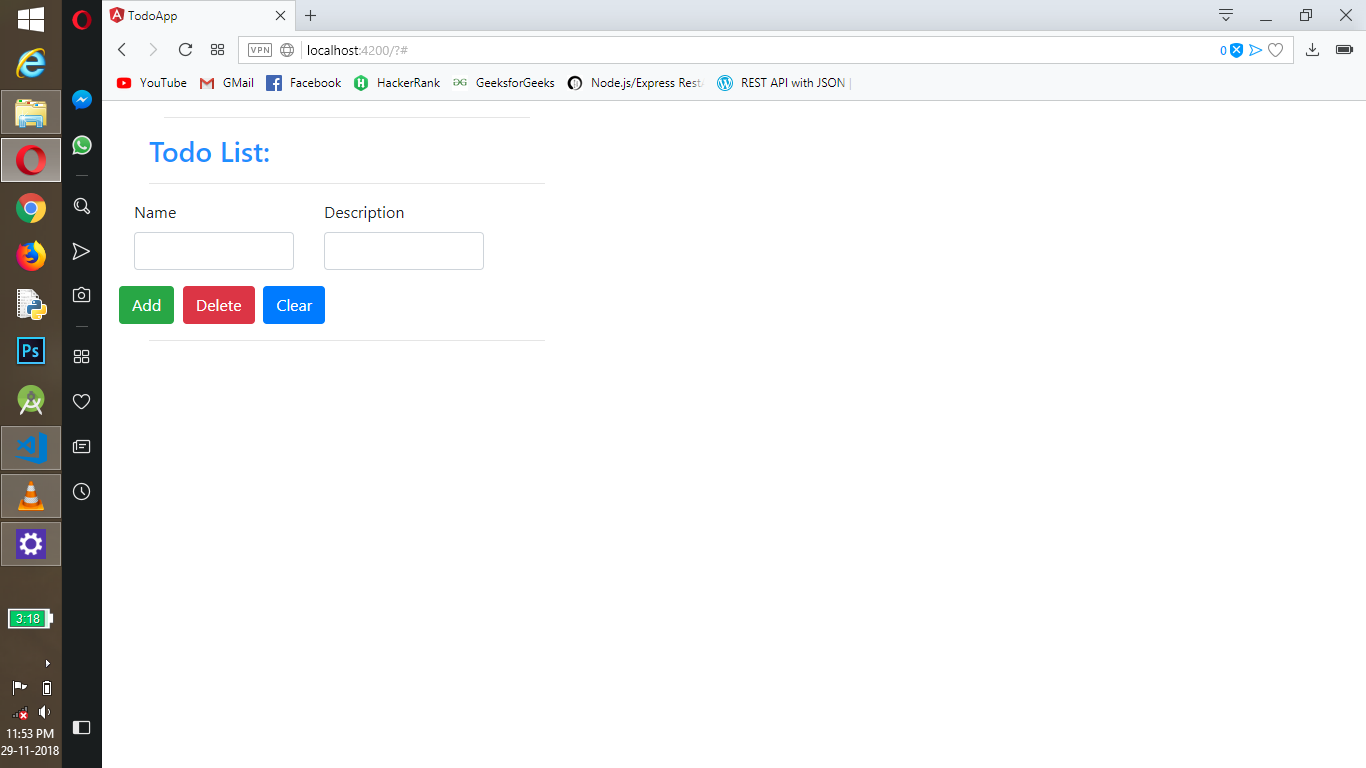 TodoApp
VPN localhost:4200/?# 0
YouTube GMail Facebook HackerRank GeeksforGeeks Node.js/Express Rest REST API with JSON |
Todo List:
Name Description
Add Delete Clear
Ps
3:18
11:53 PM
29-11-2018